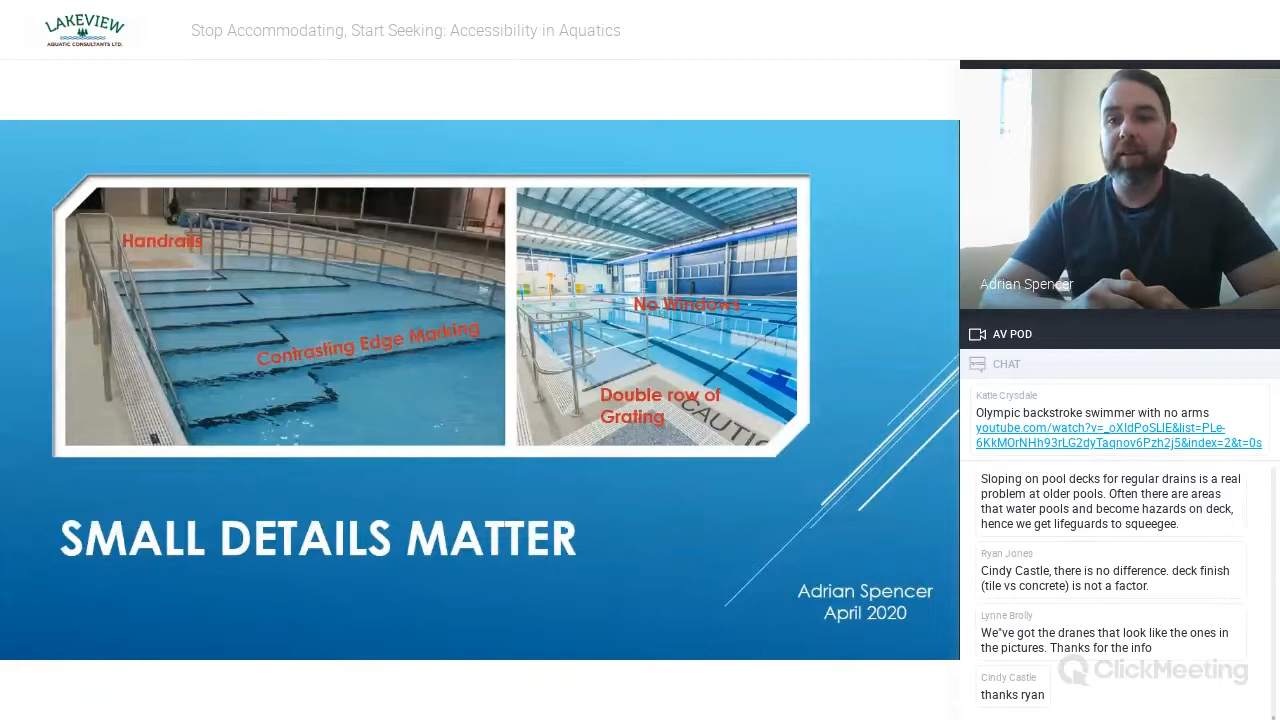 LAKEVIEW
AQUATIC CONSULTANTS LTD.
Stop Accommodating, Start Seeking: Accessibility in Aquatics
Handrails
Contrasting Edge Marking
No Windows
Double row of
Grating
CAUTIO
SMALL DETAILS MATTER
Adrian Spencer
April 2020
Adrian Spencer
AV POD
CHAT
Katie Crysdale
Olympic backstroke swimmer with no arms
youtube.com/watch?v=_oXldPoSLlE&list=PLe-
6KkMOrNHh93rLG2dyTaqnov6Pzh2j5&index=2&t=0s
Sloping on pool decks for regular drains is a real
problem at older pools. Often there are areas
that water pools and become hazards on deck,
hence we get lifeguards to squeegee.
Ryan Jones
Cindy Castle, there is no difference. deck finish
(tile vs concrete) is not a factor.
Lynne Brolly
We"ve got the dranes that look like the ones in
the pictures. Thanks for the info
Cindy Castle
thanks ryan
ClickMeeting